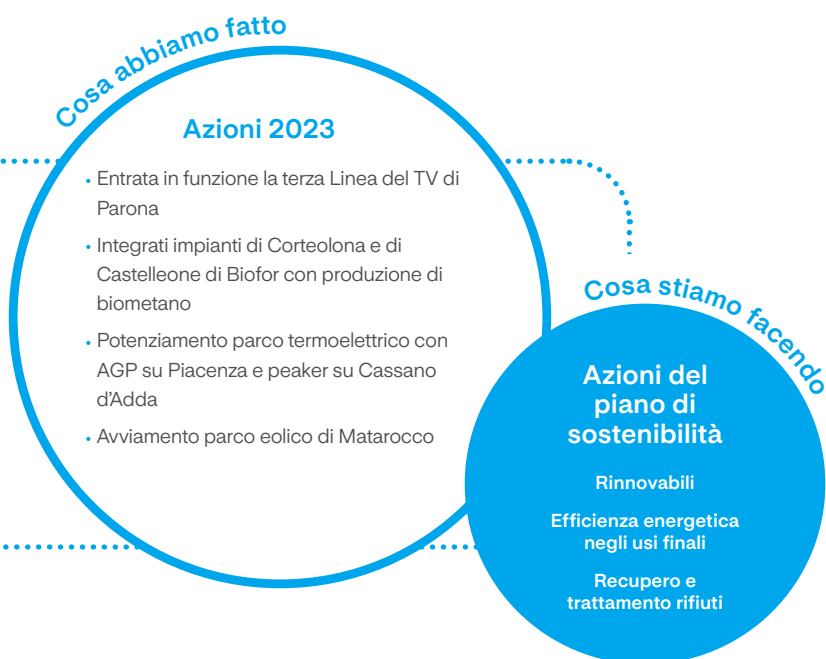 Cosa abbiamo fatto
Azioni 2023
• Entrata in funzione la terza Linea del TV di
Parona
• Integrati impianti di Corteolona e di
Castelleone di Biofor con produzione di
biometano
• Potenziamento parco termoelettrico con
AGP su Piacenza e peaker su Cassano
d'Adda
• Avviamento parco eolico di Matarocco
Cosa stiamo facendo
Azioni del
piano di
sostenibilità
Rinnovabili
Efficienza energetica
negli usi finali
Recupero e
trattamento rifiuti